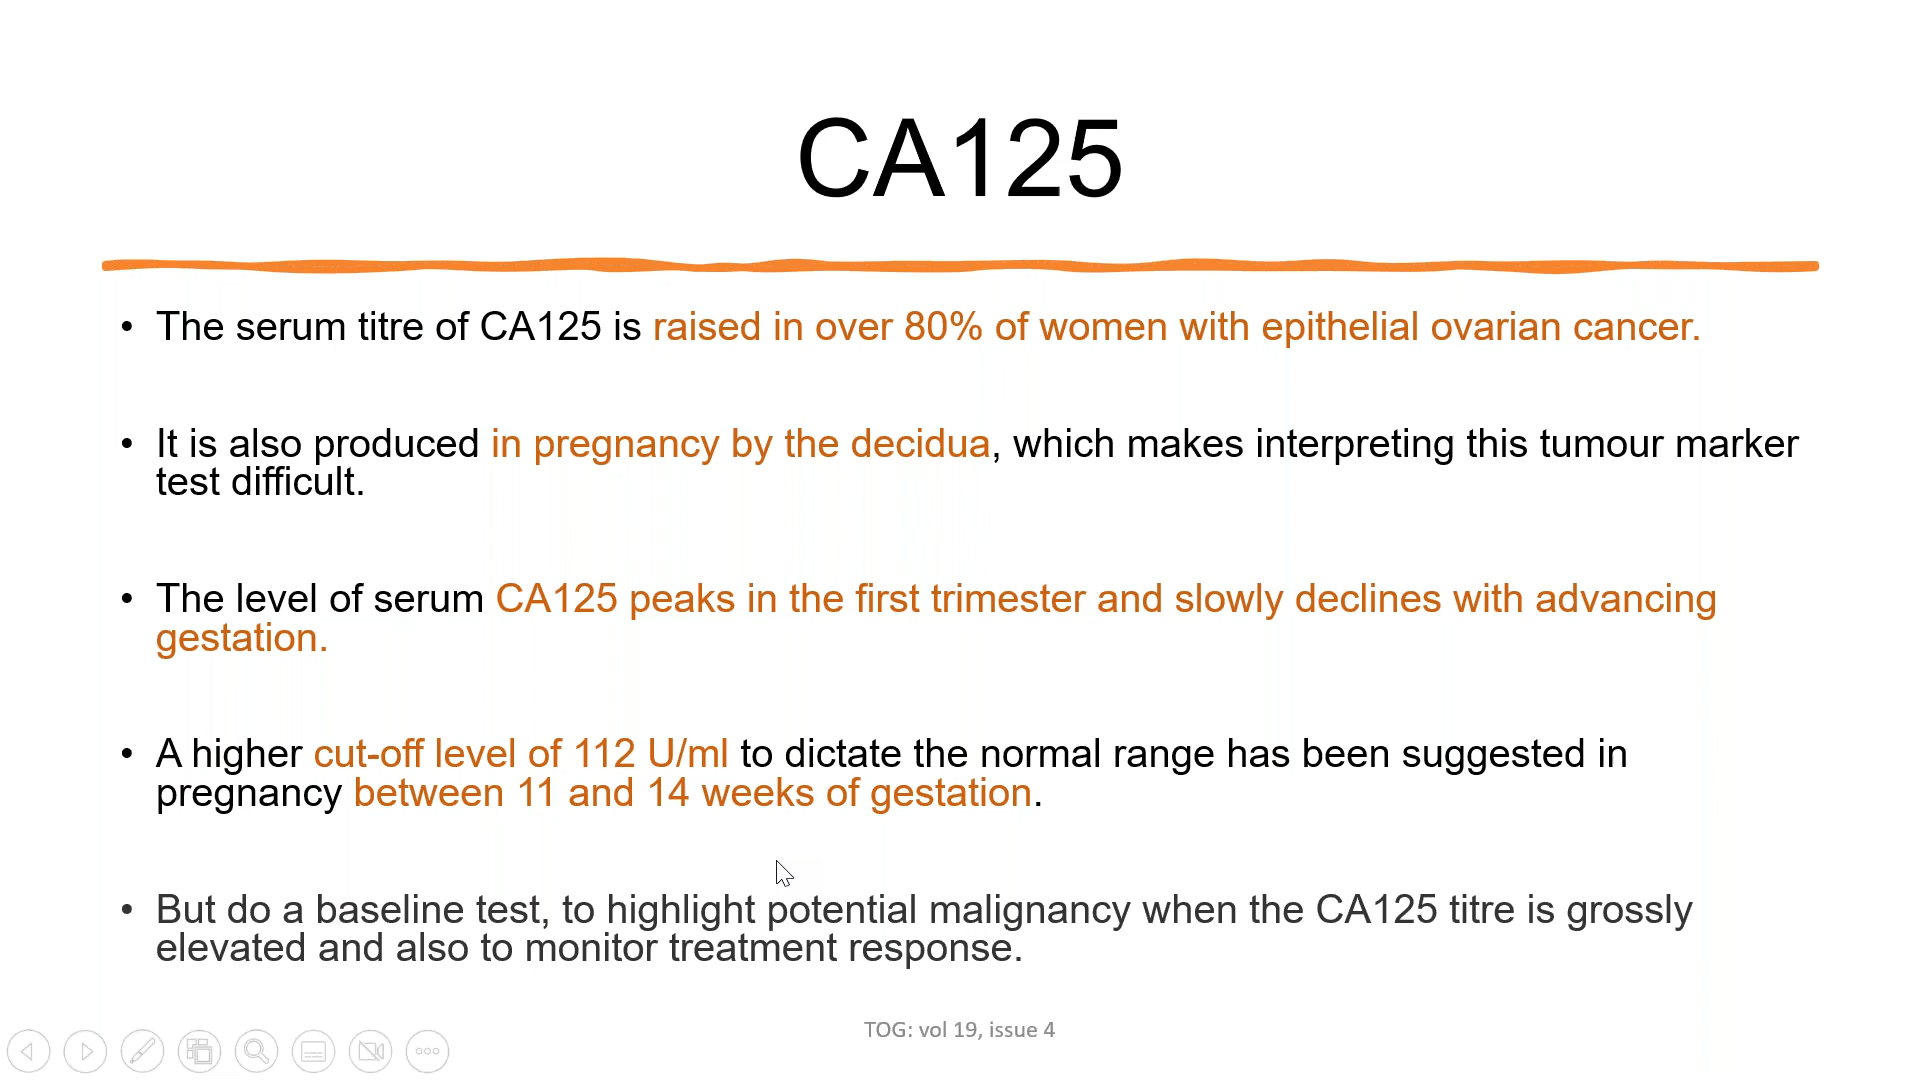 CA125
• The serum titre of CA125 is raised in over 80% of women with epithelial ovarian cancer.
• It is also produced in pregnancy by the decidua, which makes interpreting this tumour marker
test difficult.
• The level of serum CA125 peaks in the first trimester and slowly declines with advancing
gestation.
• A higher cut-off level of 112 U/ml to dictate the normal range has been suggested in
pregnancy between 11 and 14 weeks of gestation.
• But do a baseline test, to highlight potential malignancy when the CA125 titre is grossly
elevated and also to monitor treatment response.
TOG: vol 19, issue 4